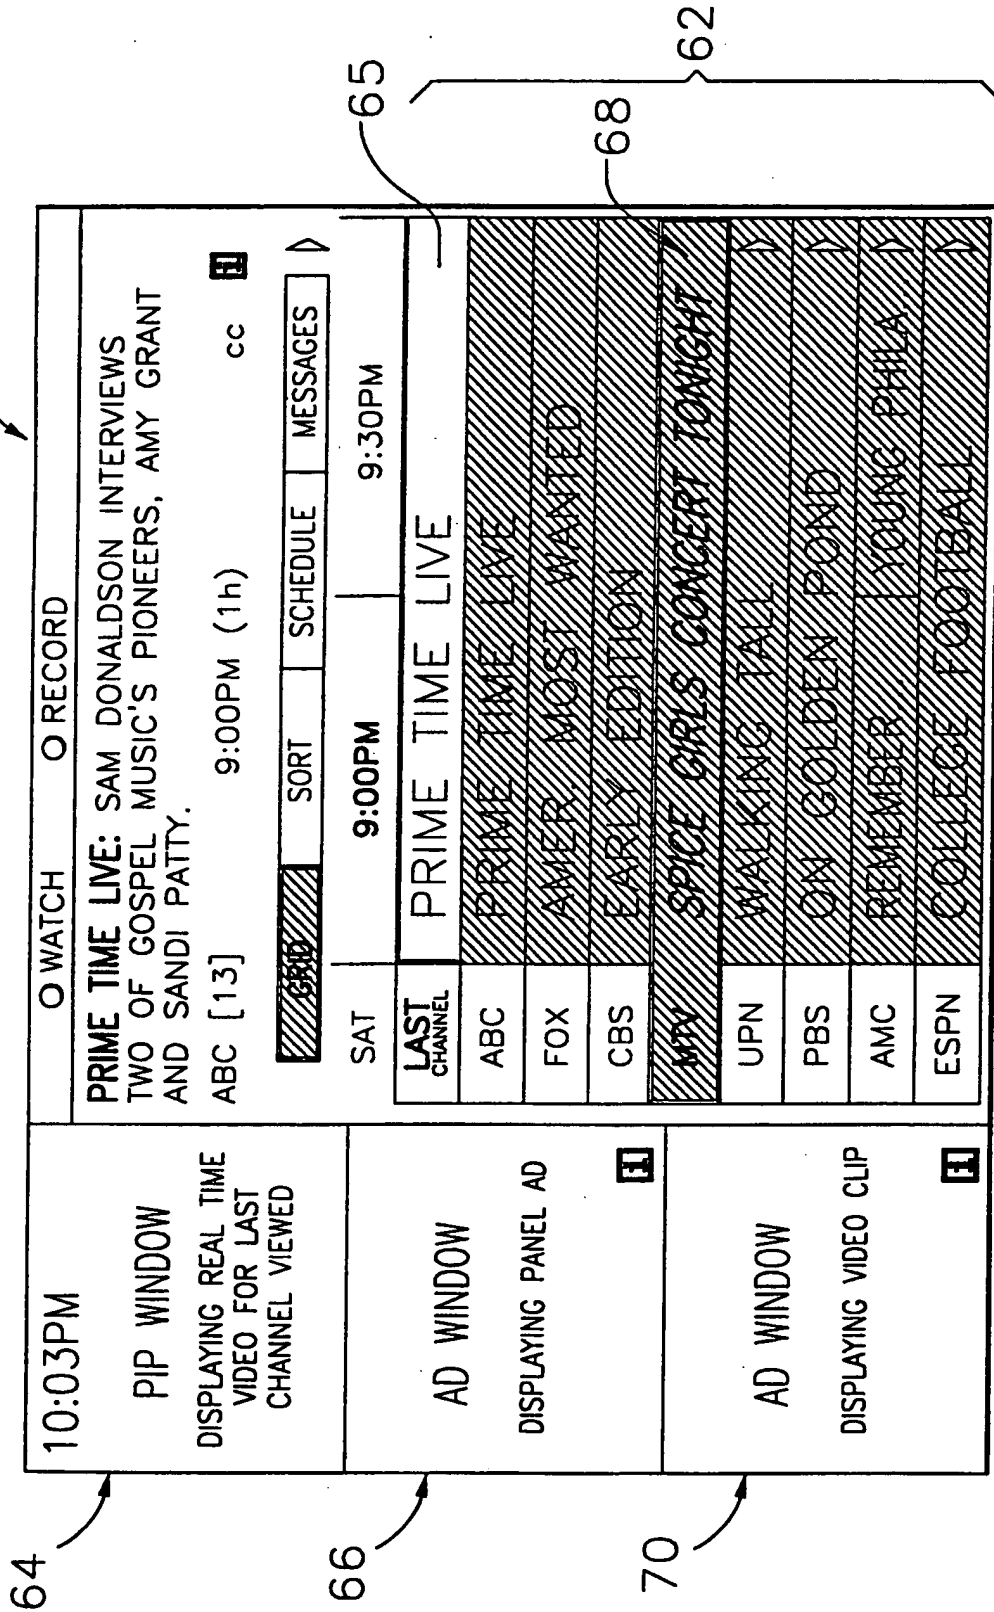 64
66
70
10:03PM
PIP WINDOW
DISPLAYING REAL TIME
VIDEO FOR LAST
CHANNEL VIEWED
AD WINDOW
DISPLAYING PANEL AD
i
AD WINDOW
DISPLAYING VIDEO CLIP
i
O WATCH O RECORD
PRIME TIME LIVE: SAM DONALDSON INTERVIEWS
TWO OF GOSPEL MUSIC'S PIONEERS, AMY GRANT
AND SANDI PATTY.
ABC [13] 9:00PM (1h) cc i
GRID SORT SCHEDULE MESSAGES
SAT 9:00PM 9:30PM
LAST CHANNEL PRIME TIME LIVE
ABC PRIME TIME LIVE
FOX AMER. MOST WANTED
CBS EARLY EDITION
MTV SPICE GIRLS CONCERT TONIGHT
UPN WALKING TALL
PBS ON GOLDEN POND
AMC REMEMBER... YOUNG PHILA...
ESPN COLLEGE FOOTBALL
65
68
62